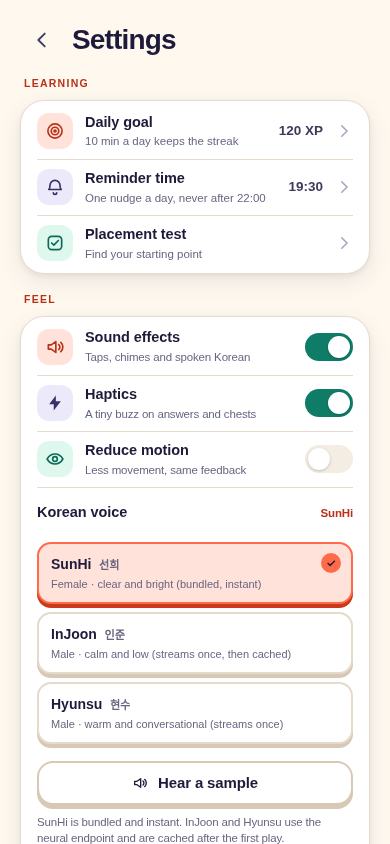 Settings
LEARNING
Daily goal
10 min a day keeps the streak
120 XP
Reminder time
One nudge a day, never after 22:00
19:30
Placement test
Find your starting point
FEEL
Sound effects
Taps, chimes and spoken Korean
Haptics
A tiny buzz on answers and chests
Reduce motion
Less movement, same feedback
Korean voice
SunHi
SunHi 선희
Female · clear and bright (bundled, instant)
InJoon 인준
Male · calm and low (streams once, then cached)
Hyunsu 현수
Male · warm and conversational (streams once)
Hear a sample
SunHi is bundled and instant. InJoon and Hyunsu use the
neural endpoint and are cached after the first play.